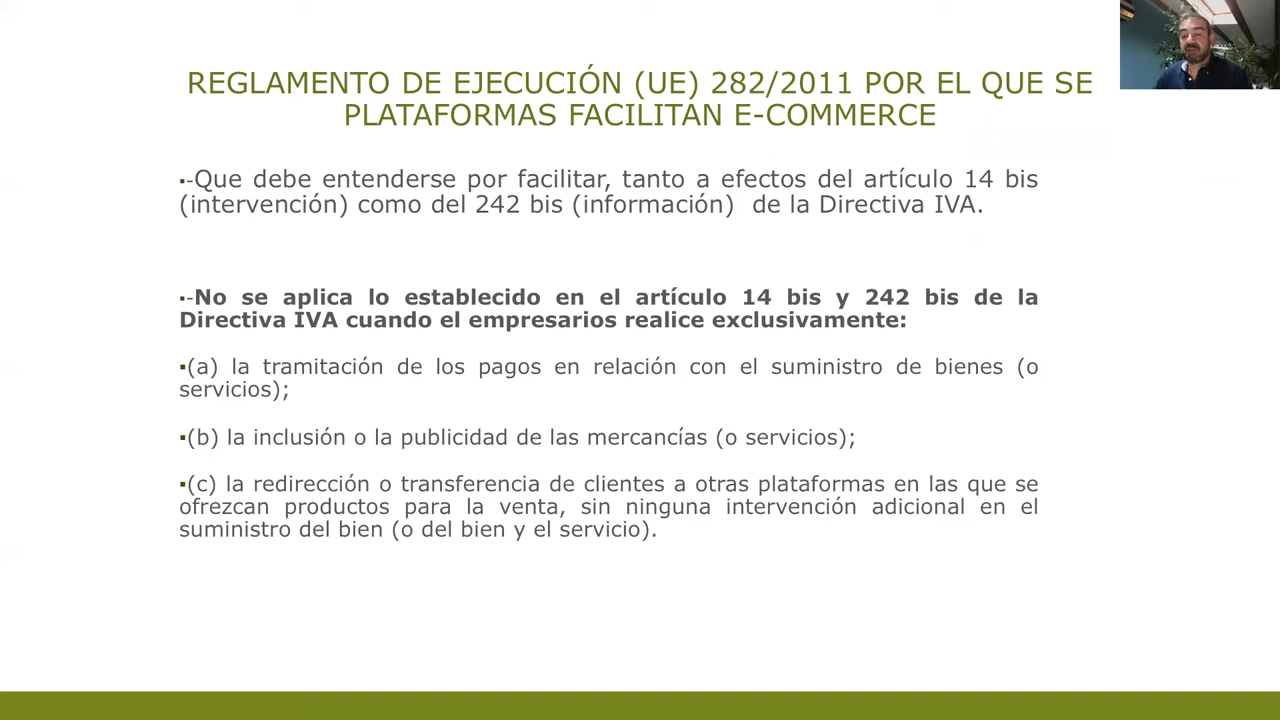 REGLAMENTO DE EJECUCIÓN (UE) 282/2011 POR EL QUE SE
PLATAFORMAS FACILITAN E-COMMERCE
▪-Que debe entenderse por facilitar, tanto a efectos del artículo 14 bis
(intervención) como del 242 bis (información) de la Directiva IVA.
▪-No se aplica lo establecido en el artículo 14 bis y 242 bis de la
Directiva IVA cuando el empresarios realice exclusivamente:
▪(a) la tramitación de los pagos en relación con el suministro de bienes (o
servicios);
▪(b) la inclusión o la publicidad de las mercancías (o servicios);
▪(c) la redirección o transferencia de clientes a otras plataformas en las que se
ofrezcan productos para la venta, sin ninguna intervención adicional en el
suministro del bien (o del bien y el servicio).